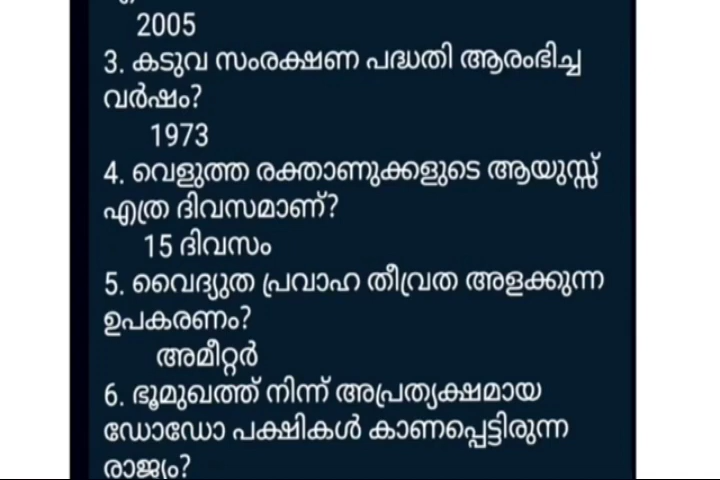 2005
3. കടുവ സംരക്ഷണ പദ്ധതി ആരംഭിച്ച
വർഷം?
1973
4. വെളുത്ത രക്താണുക്കളുടെ ആയുസ്സ്
എത്ര ദിവസമാണ്?
15 ദിവസം
5. വൈദ്യുത പ്രവാഹ തീവ്രത അളക്കുന്ന
ഉപകരണം?
അമീറ്റർ
6. ഭൂമുഖത്ത് നിന്ന് അപ്രത്യക്ഷമായ
ഡോഡോ പക്ഷികൾ കാണപ്പെട്ടിരുന്ന
രാജ്യം?